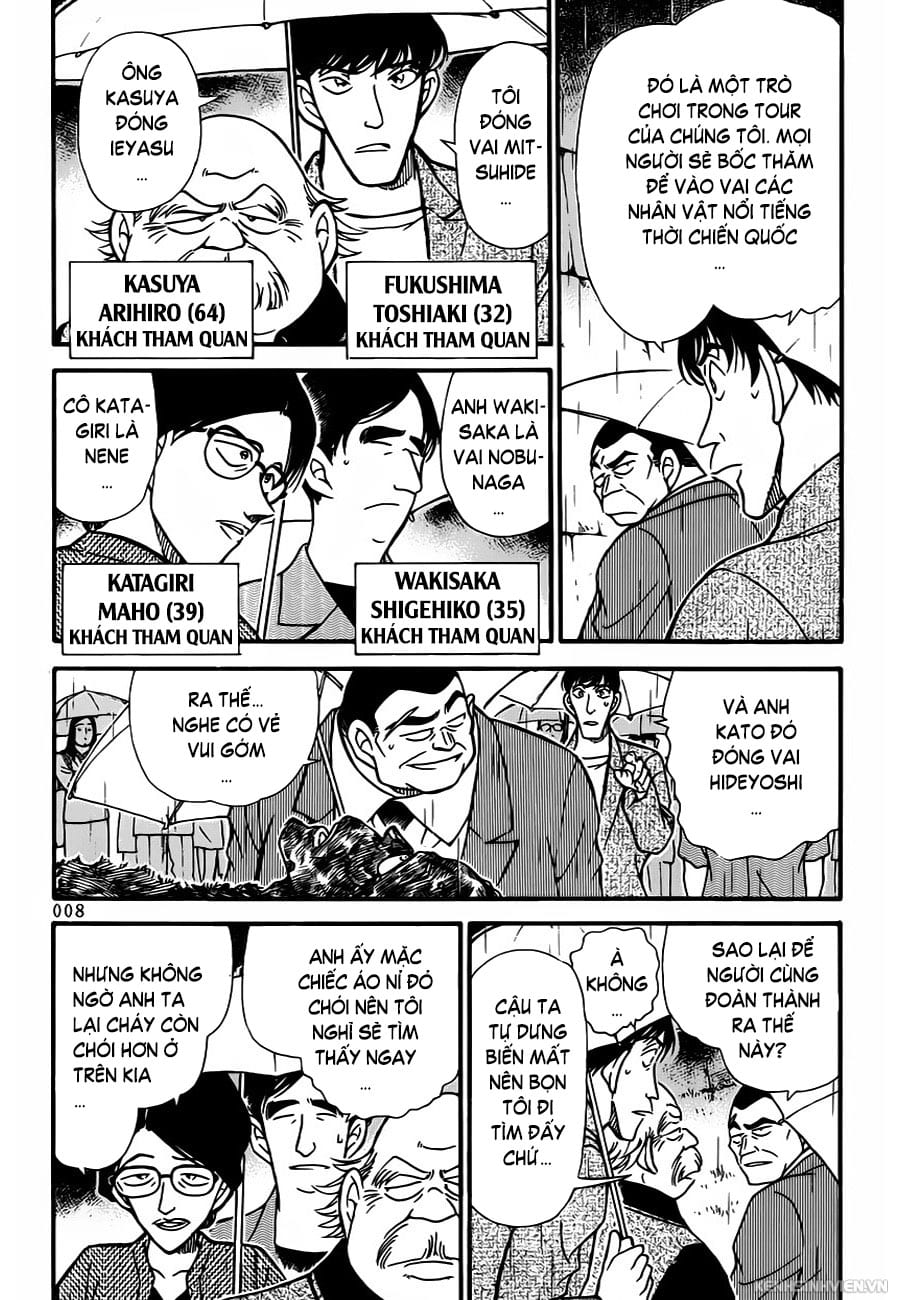 ĐÓ LÀ MỘT TRÒ
CHƠI TRONG TOUR
CỦA CHÚNG TÔI. MỌI
NGƯỜI SẼ BỐC THĂM
ĐỂ VÀO VAI CÁC
NHÂN VẬT NỔI TIẾNG
THỜI CHIẾN QUỐC
...
TÔI
ĐÓNG
VAI MIT-
SUHIDE
...
ÔNG
KASUYA
ĐÓNG
IEYASU
...
FUKUSHIMA
TOSHIAKI (32)
KHÁCH THAM QUAN
KASUYA
ARIHIRO (64)
KHÁCH THAM QUAN
ANH WAKI-
SAKA LÀ
VAI NOBU-
NAGA
...
CÔ KATA-
GIRI LÀ
NENE
...
WAKISAKA
SHIGEHIKO (35)
KHÁCH THAM QUAN
KATAGIRI
MAHO (39)
KHÁCH THAM QUAN
VÀ ANH
KATO ĐÓ
ĐÓNG VAI
HIDEYOSHI
...
RA THẾ...
NGHE CÓ VẺ
VUI GỚM
...
008
SAO LẠI ĐỂ
NGƯỜI CÙNG
ĐOÀN THÀNH
RA THẾ
NÀY?
À
KHÔNG
...
CẬU TA
TỰ DƯNG
BIẾN MẤT
NÊN BỌN
TÔI ĐI
TÌM ĐẤY
CHỨ...
ANH ẤY MẶC
CHIẾC ÁO NỈ ĐỎ
CHÓI NÊN TÔI
NGHĨ SẼ TÌM
THẤY NGAY
...
NHƯNG KHÔNG
NGỜ ANH TA
LẠI CHÁY CÒN
CHÓI HƠN Ở
TRÊN KIA
...
KENHSINHVIEN.VN